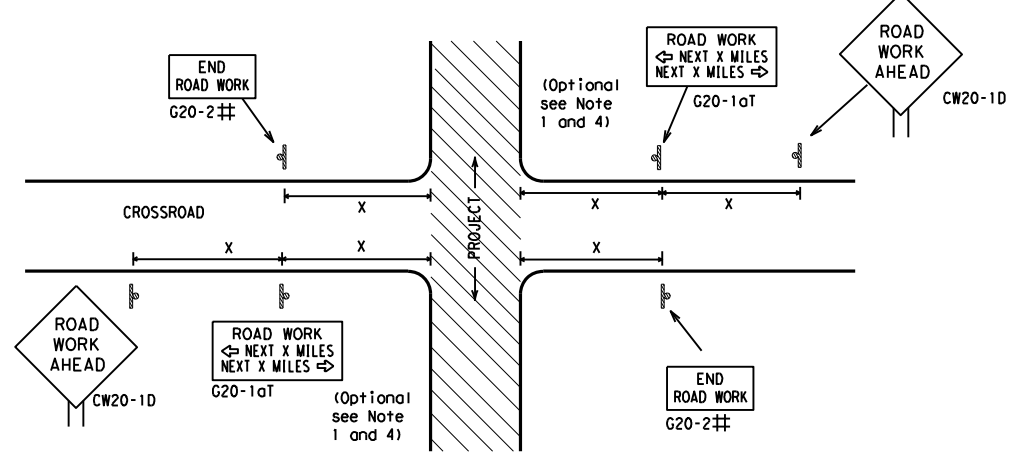 END
ROAD WORK
G20-2#
ROAD WORK
⇦ NEXT X MILES
NEXT X MILES ⇨
G20-1aT
(Optional
see Note
1 and 4)
ROAD
WORK
AHEAD
CW20-1D
X
X
X
CROSSROAD
PROJECT
X
X
X
ROAD
WORK
AHEAD
CW20-1D
ROAD WORK
⇦ NEXT X MILES
NEXT X MILES ⇨
G20-1aT
(Optional
see Note
1 and 4)
END
ROAD WORK
G20-2#